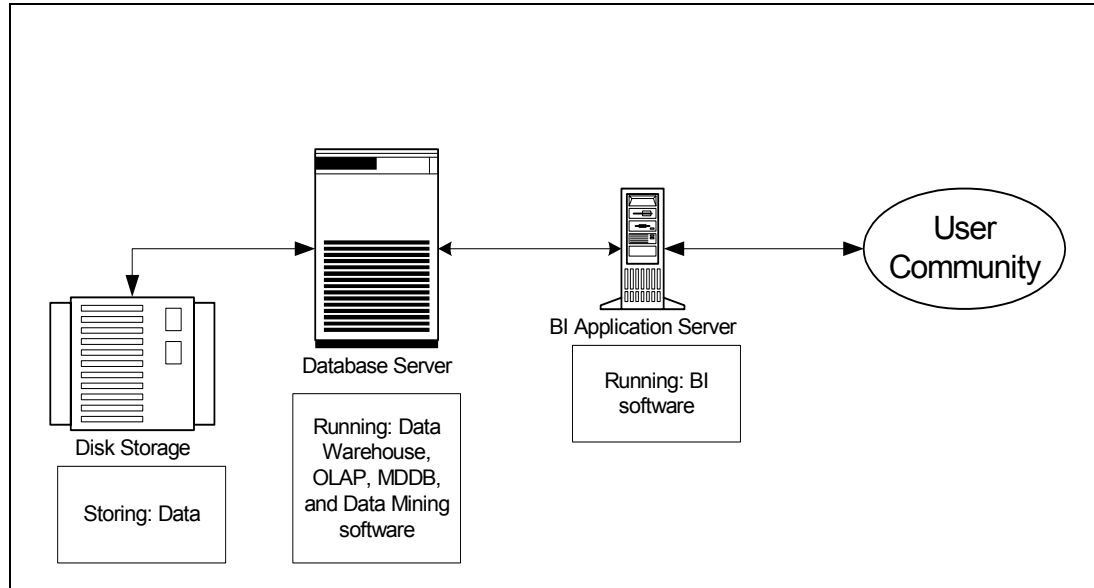 User
Community
BI Application Server
Database Server
Running: BI
software
Disk Storage
Running: Data
Warehouse,
OLAP, MDDB,
and Data Mining
software
Storing: Data